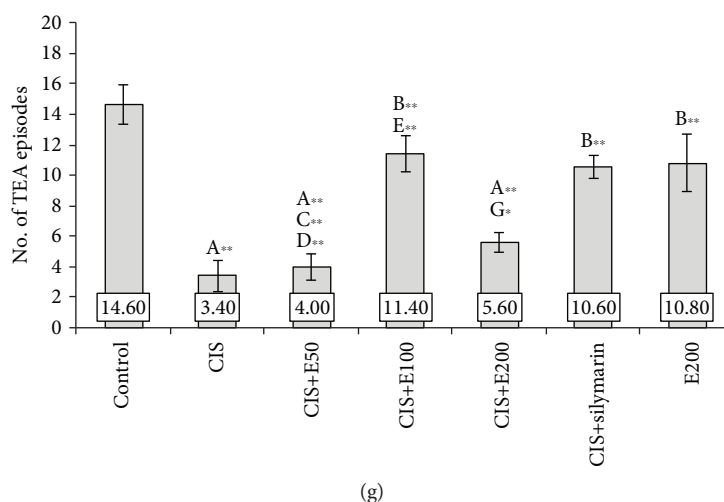 No. of TEA episodes
20
18
16
14
12
10
8
6
4
2
0
A**
A**
C**
D**
B**
E**
A**
G*
B**
B**
14.60
3.40
4.00
11.40
5.60
10.60
10.80
Control
CIS
CIS+E50
CIS+E100
CIS+E200
CIS+silymarin
E200
(g)